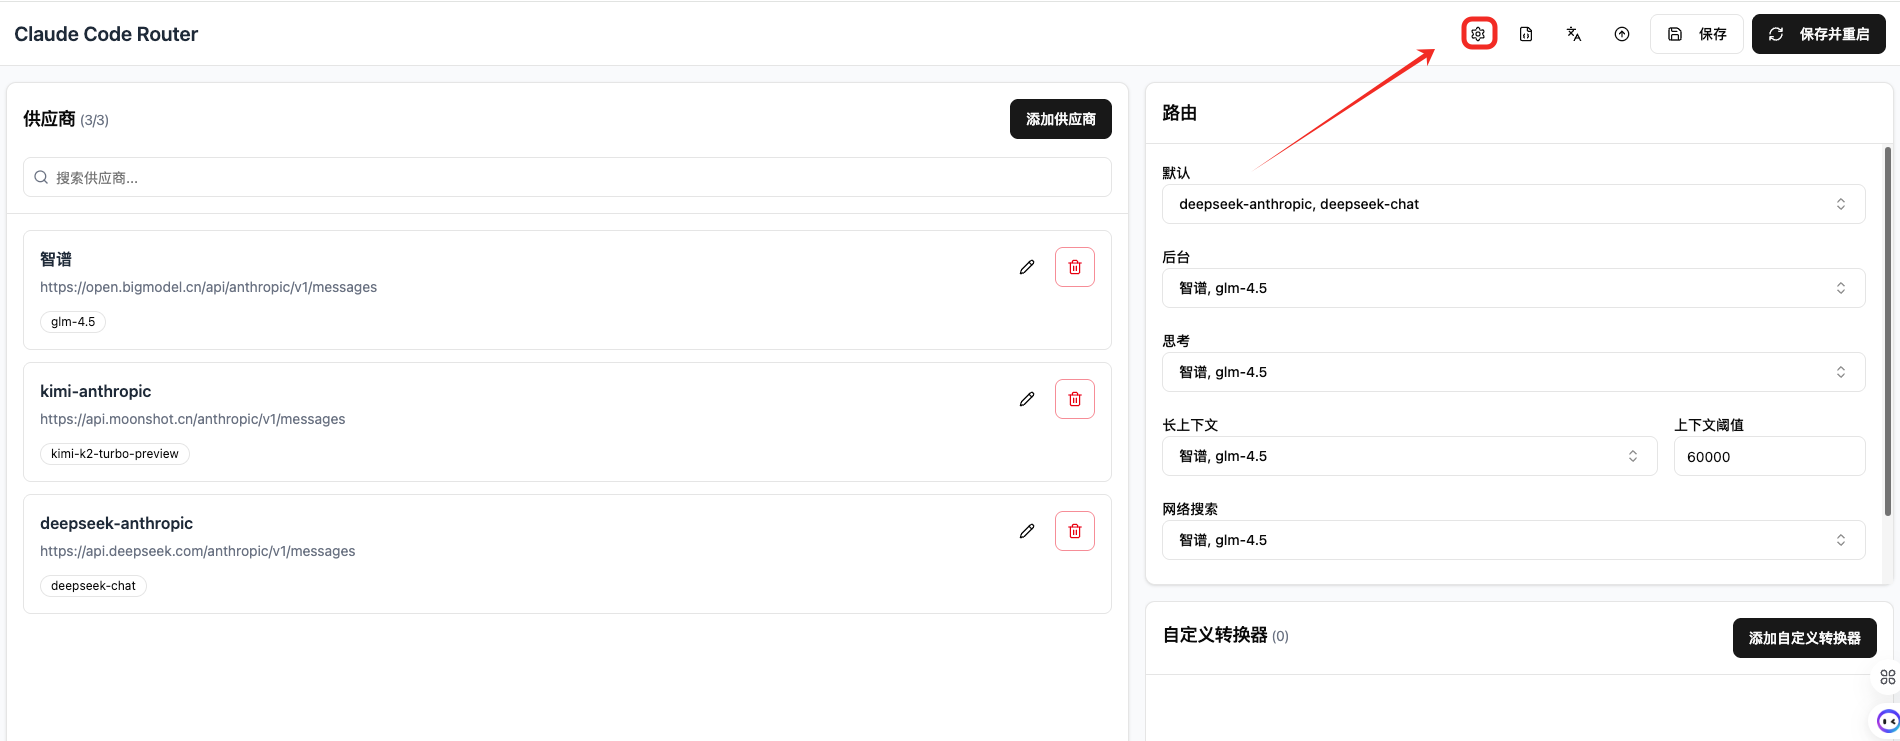 Claude Code Router
保存
保存并重启
供应商 (3/3)
添加供应商
搜索供应商...
智谱
https://open.bigmodel.cn/api/anthropic/v1/messages
glm-4.5
kimi-anthropic
https://api.moonshot.cn/anthropic/v1/messages
kimi-k2-turbo-preview
deepseek-anthropic
https://api.deepseek.com/anthropic/v1/messages
deepseek-chat
路由
默认
deepseek-anthropic, deepseek-chat
后台
智谱, glm-4.5
思考
智谱, glm-4.5
长上下文
智谱, glm-4.5
上下文阈值
60000
网络搜索
智谱, glm-4.5
自定义转换器 (0)
添加自定义转换器